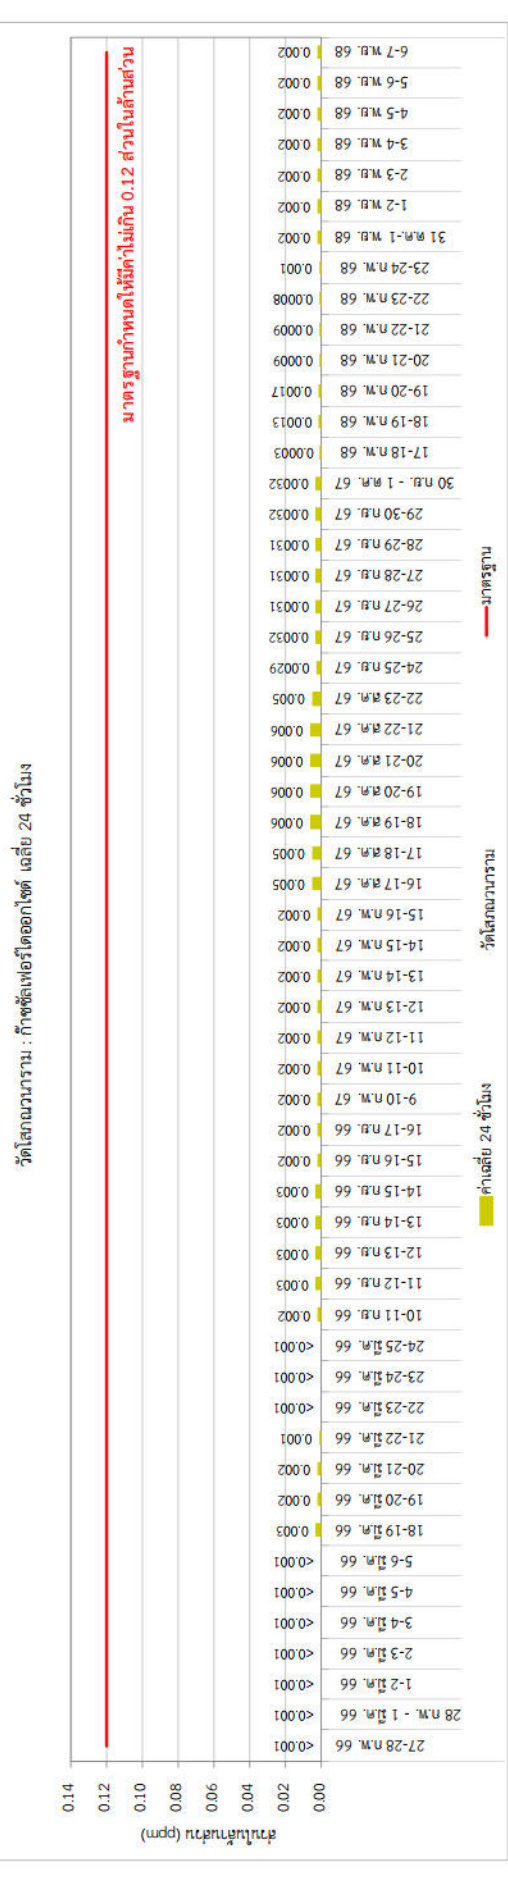 วัดโสภณวนาราม : ก๊าซซัลเฟอร์ไดออกไซด์ เฉลี่ย 24 ชั่วโมง
ส่วนในล้านส่วน (ppm)
0.14
0.12
0.10
0.08
0.06
0.04
0.02
0.00
มาตรฐานกำหนดให้มีค่าไม่เกิน 0.12 ส่วนในล้านส่วน
<0.001
<0.001
<0.001
<0.001
<0.001
<0.001
<0.001
0.003
0.002
0.002
0.001
<0.001
<0.001
<0.001
0.002
0.003
0.003
0.003
0.003
0.002
0.002
0.002
0.002
0.002
0.002
0.002
0.002
0.002
0.005
0.005
0.006
0.006
0.006
0.006
0.005
0.0029
0.0032
0.0031
0.0031
0.0031
0.0032
0.0032
0.0003
0.0013
0.0017
0.0009
0.0009
0.0008
0.001
0.002
0.002
0.002
0.002
0.002
0.002
0.002
27-28 ก.พ. 66
28 ก.พ. - 1 มี.ค. 66
1-2 มี.ค. 66
2-3 มี.ค. 66
3-4 มี.ค. 66
4-5 มี.ค. 66
5-6 มี.ค. 66
18-19 มี.ค. 66
19-20 มี.ค. 66
20-21 มี.ค. 66
21-22 มี.ค. 66
22-23 มี.ค. 66
23-24 มี.ค. 66
24-25 มี.ค. 66
10-11 ก.ย. 66
11-12 ก.ย. 66
12-13 ก.ย. 66
13-14 ก.ย. 66
14-15 ก.ย. 66
15-16 ก.ย. 66
16-17 ก.ย. 66
9-10 ก.พ. 67
10-11 ก.พ. 67
11-12 ก.พ. 67
12-13 ก.พ. 67
13-14 ก.พ. 67
14-15 ก.พ. 67
15-16 ก.พ. 67
16-17 ส.ค. 67
17-18 ส.ค. 67
18-19 ส.ค. 67
19-20 ส.ค. 67
20-21 ส.ค. 67
21-22 ส.ค. 67
22-23 ส.ค. 67
24-25 ก.ย. 67
25-26 ก.ย. 67
26-27 ก.ย. 67
27-28 ก.ย. 67
28-29 ก.ย. 67
29-30 ก.ย. 67
30 ก.ย. - 1 ต.ค. 67
17-18 ก.พ. 68
18-19 ก.พ. 68
19-20 ก.พ. 68
20-21 ก.พ. 68
21-22 ก.พ. 68
22-23 ก.พ. 68
23-24 ก.พ. 68
31 ต.ค-1 พ.ย. 68
1-2 พ.ย. 68
2-3 พ.ย. 68
3-4 พ.ย. 68
4-5 พ.ย. 68
5-6 พ.ย. 68
6-7 พ.ย. 68
วัดโสภณวนาราม
ค่าเฉลี่ย 24 ชั่วโมง
มาตรฐาน